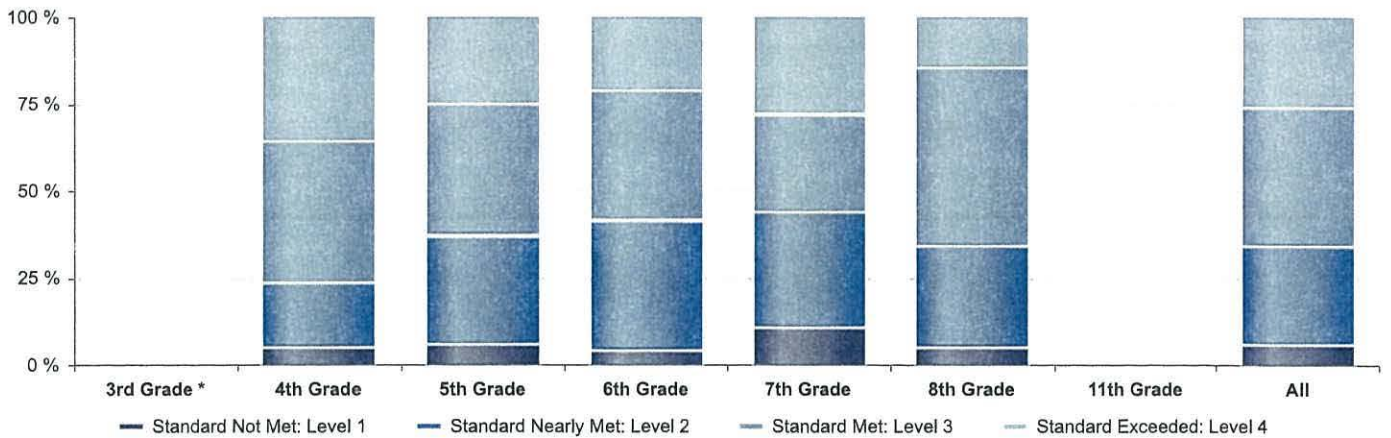 100 %
75 %
50 %
25 %
0 %
3rd Grade * 4th Grade 5th Grade 6th Grade 7th Grade 8th Grade 11th Grade All
Standard Not Met: Level 1 Standard Nearly Met: Level 2 Standard Met: Level 3 Standard Exceeded: Level 4